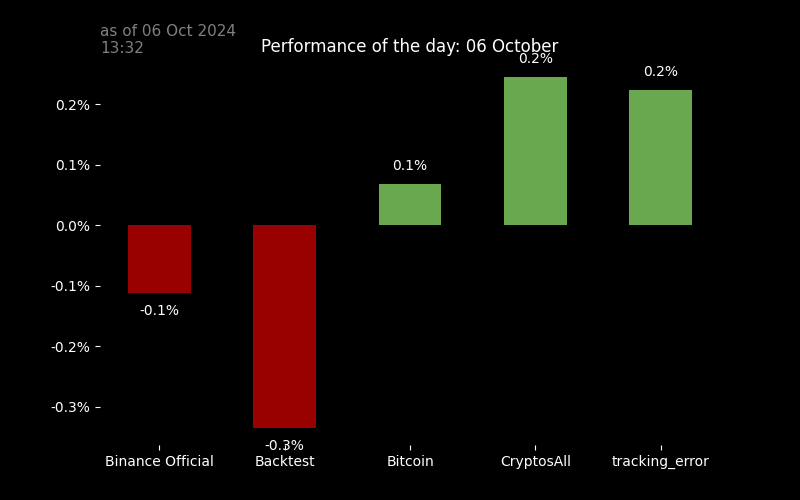 as of 06 Oct 2024
13:32
Performance of the day: 06 October
0.2%
0.2%
0.2%
0.1%
0.1%
0.0%
-0.1%
-0.1%
-0.2%
-0.3%
-0.3%
Binance Official
Backtest
Bitcoin
CryptosAll
tracking_error